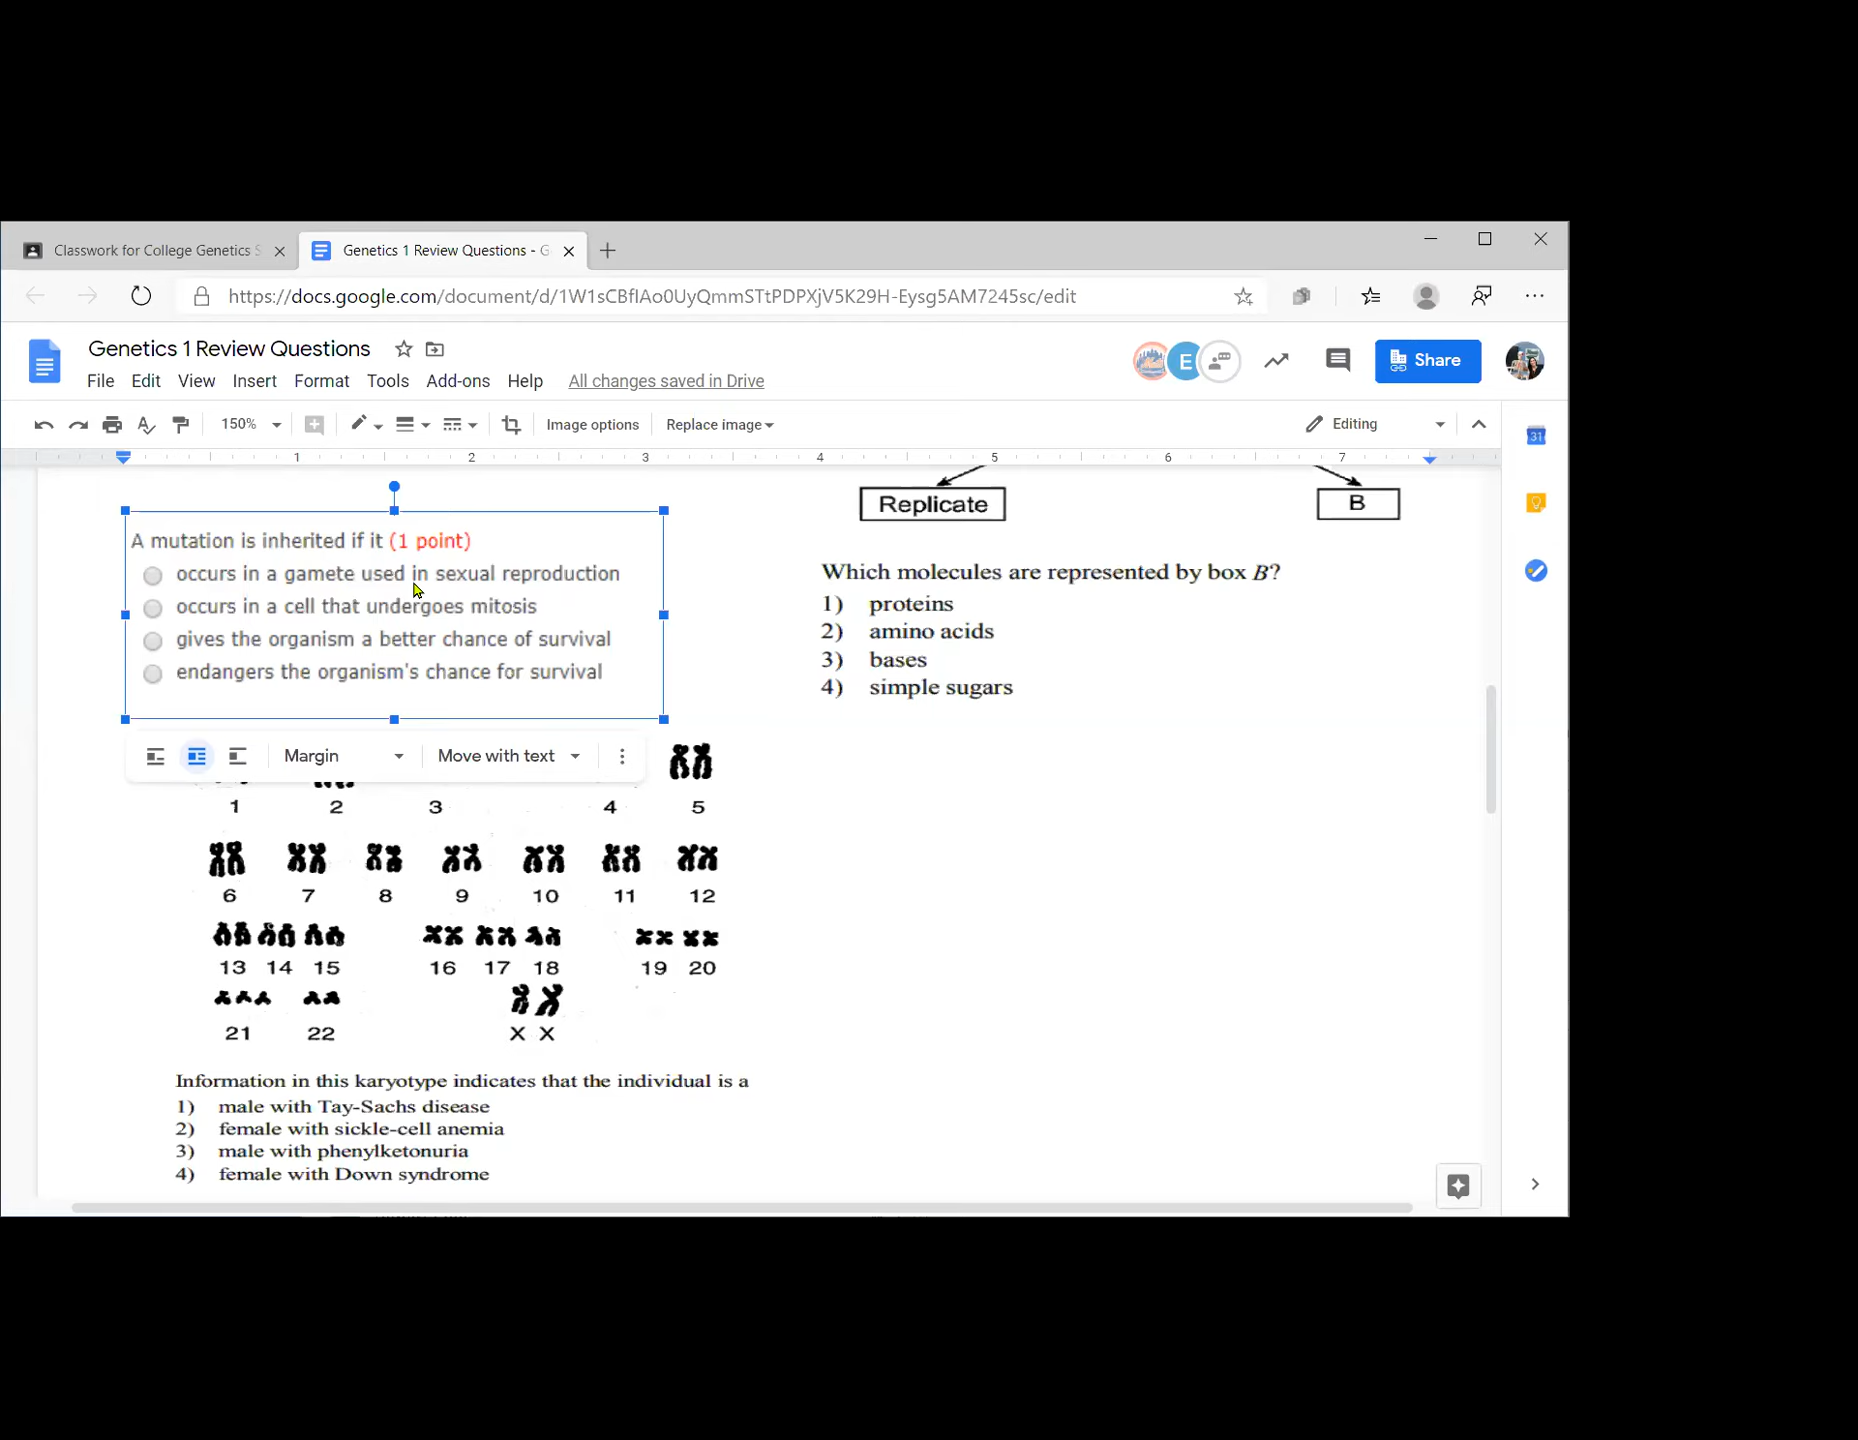 Classwork for College Genetics S
Genetics 1 Review Questions - G
https://docs.google.com/document/d/1W1sCBfIAo0UyQmmSTtPDPXjV5K29H-Eysg5AM7245sc/edit
Genetics 1 Review Questions
E
Share
File Edit View Insert Format Tools Add-ons Help All changes saved in Drive
150% Image options Replace image Editing
31
1 2 3 4 5 6 7
Replicate B
A mutation is inherited if it (1 point)
occurs in a gamete used in sexual reproduction
occurs in a cell that undergoes mitosis
gives the organism a better chance of survival
endangers the organism's chance for survival
Which molecules are represented by box B?
1) proteins
2) amino acids
3) bases
4) simple sugars
Margin Move with text
1 2 3 4 5
6 7 8 9 10 11 12
13 14 15 16 17 18 19 20
21 22 X X
Information in this karyotype indicates that the individual is a
1) male with Tay-Sachs disease
2) female with sickle-cell anemia
3) male with phenylketonuria
4) female with Down syndrome